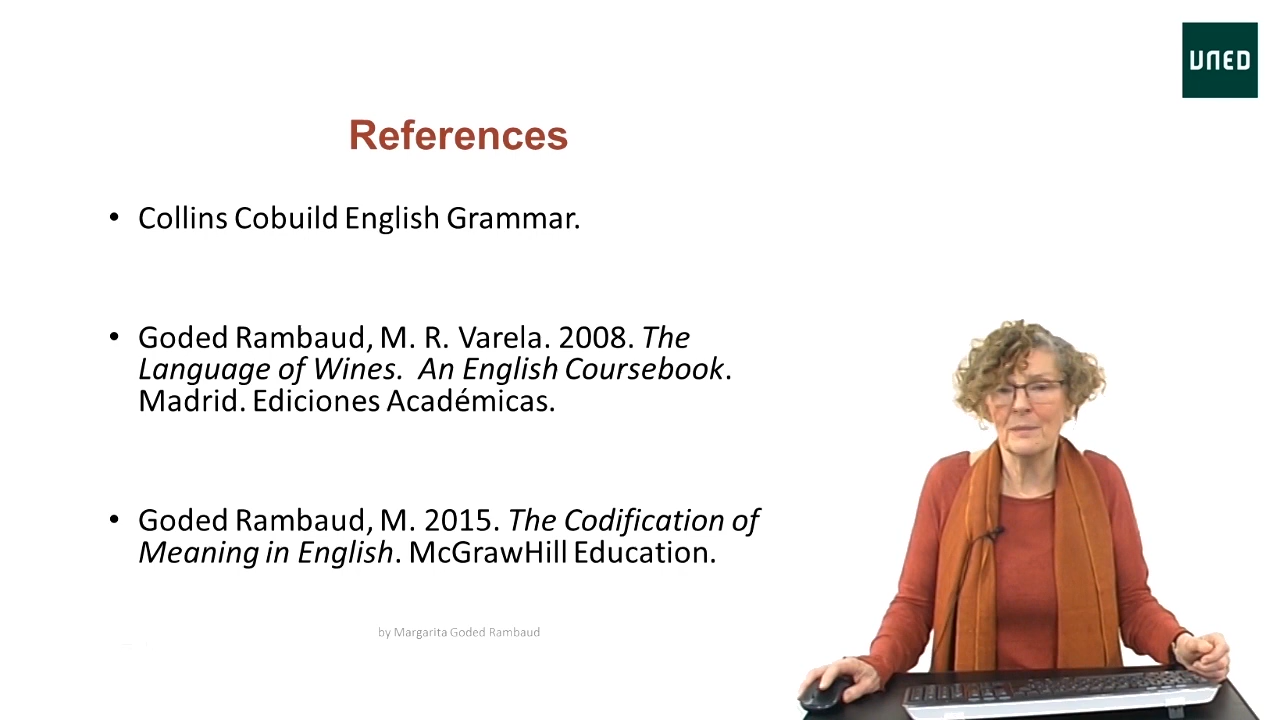 UNED
References
• Collins Cobuild English Grammar.
• Goded Rambaud, M. R. Varela. 2008. The
Language of Wines. An English Coursebook.
Madrid. Ediciones Académicas.
• Goded Rambaud, M. 2015. The Codification of
Meaning in English. McGrawHill Education.
by Margarita Goded Rambaud